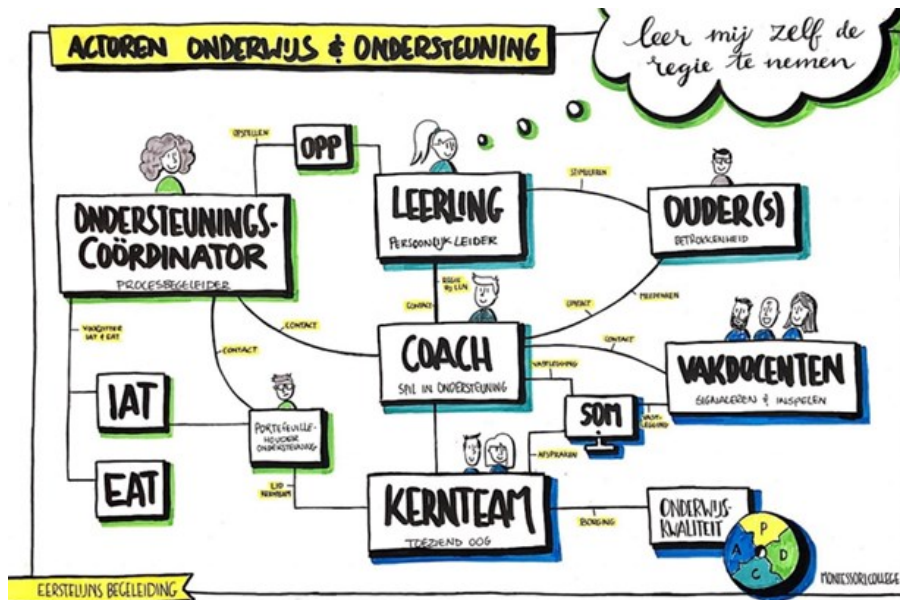 ACTOREN ONDERWIJS & ONDERSTEUNING
leer mij zelf de
regie te nemen
OPSTELLEN
OPP
LEERLING
PERSOONLIJK LEIDER
STIMULEREN
OUDER(S)
BETROKKENHEID
ONDERSTEUNINGS-
COÖRDINATOR
PROCESBEGELEIDER
REGIE
BIJ LLN
CONTACT
CONTACT
MEEDENKEN
VOORZITTER
IAT & EAT
CONTACT
CONTACT
COACH
SPIL IN ONDERSTEUNING
CONTACT
VASTLEGGING
VAKDOCENTEN
SIGNALEREN & INSPELEN
IAT
PORTEFEUILLE-
HOUDER
ONDERSTEUNING
SOM
VAST-
LEGGING
AFSPRAKEN
EAT
LID
KERNTEAM
KERNTEAM
TOEZIEND OOG
BORGING
ONDERWIJS-
KWALITEIT
P
A D
C
EERSTELIJNS BEGELEIDING
MONTESSORI COLLEGE